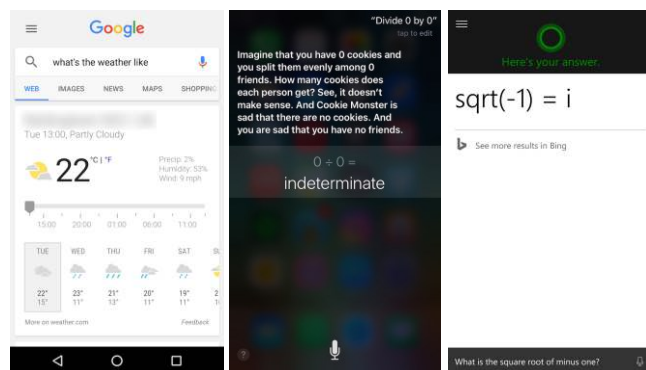 Google
what's the weather like
WEB IMAGES NEWS MAPS SHOPPING
Tue 13:00, Partly Cloudy
22 °C | °F
Precip: 2%
Humidity: 53%
Wind: 9 mph
15:00 20:00 01:00 06:00 11:00
TUE WED THU FRI SAT
22° 23° 21° 20° 19° 2
15° 11° 13° 11° 11° 1
More on weather.com Feedback
"Divide 0 by 0"
tap to edit
Imagine that you have 0 cookies and
you split them evenly among 0
friends. How many cookies does
each person get? See, it doesn't
make sense. And Cookie Monster is
sad that there are no cookies. And
you are sad that you have no friends.
0 ÷ 0 =
indeterminate
?
Here's your answer.
sqrt(-1) = i
See more results in Bing
What is the square root of minus one?